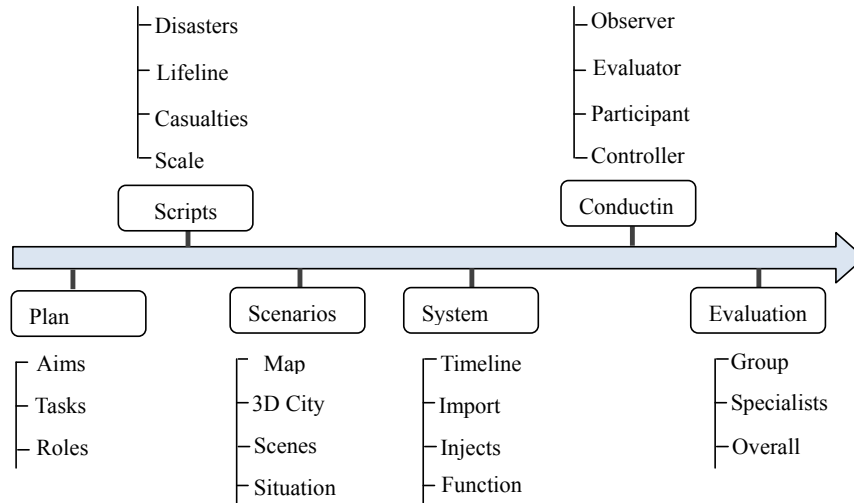 Disasters
Lifeline
Casualties
Scale
Scripts
Observer
Evaluator
Participant
Controller
Conductin
Plan
Aims
Tasks
Roles
Scenarios
Map
3D City
Scenes
Situation
System
Timeline
Import
Injects
Function
Evaluation
Group
Specialists
Overall